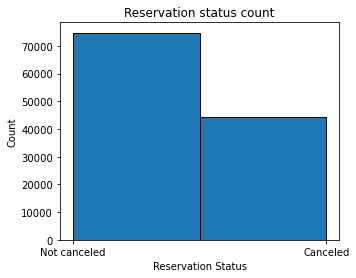 Reservation status count
Count
70000
60000
50000
40000
30000
20000
10000
0
Not canceled
Canceled
Reservation Status